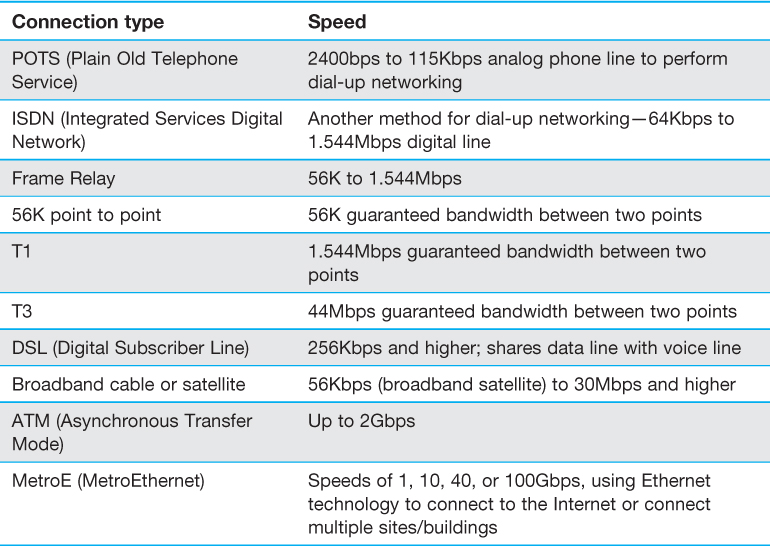 Connection type Speed
POTS (Plain Old Telephone Service) 2400bps to 115Kbps analog phone line to perform dial-up networking
ISDN (Integrated Services Digital Network) Another method for dial-up networking—64Kbps to 1.544Mbps digital line
Frame Relay 56K to 1.544Mbps
56K point to point 56K guaranteed bandwidth between two points
T1 1.544Mbps guaranteed bandwidth between two points
T3 44Mbps guaranteed bandwidth between two points
DSL (Digital Subscriber Line) 256Kbps and higher; shares data line with voice line
Broadband cable or satellite 56Kbps (broadband satellite) to 30Mbps and higher
ATM (Asynchronous Transfer Mode) Up to 2Gbps
MetroE (MetroEthernet) Speeds of 1, 10, 40, or 100Gbps, using Ethernet technology to connect to the Internet or connect multiple sites/buildings